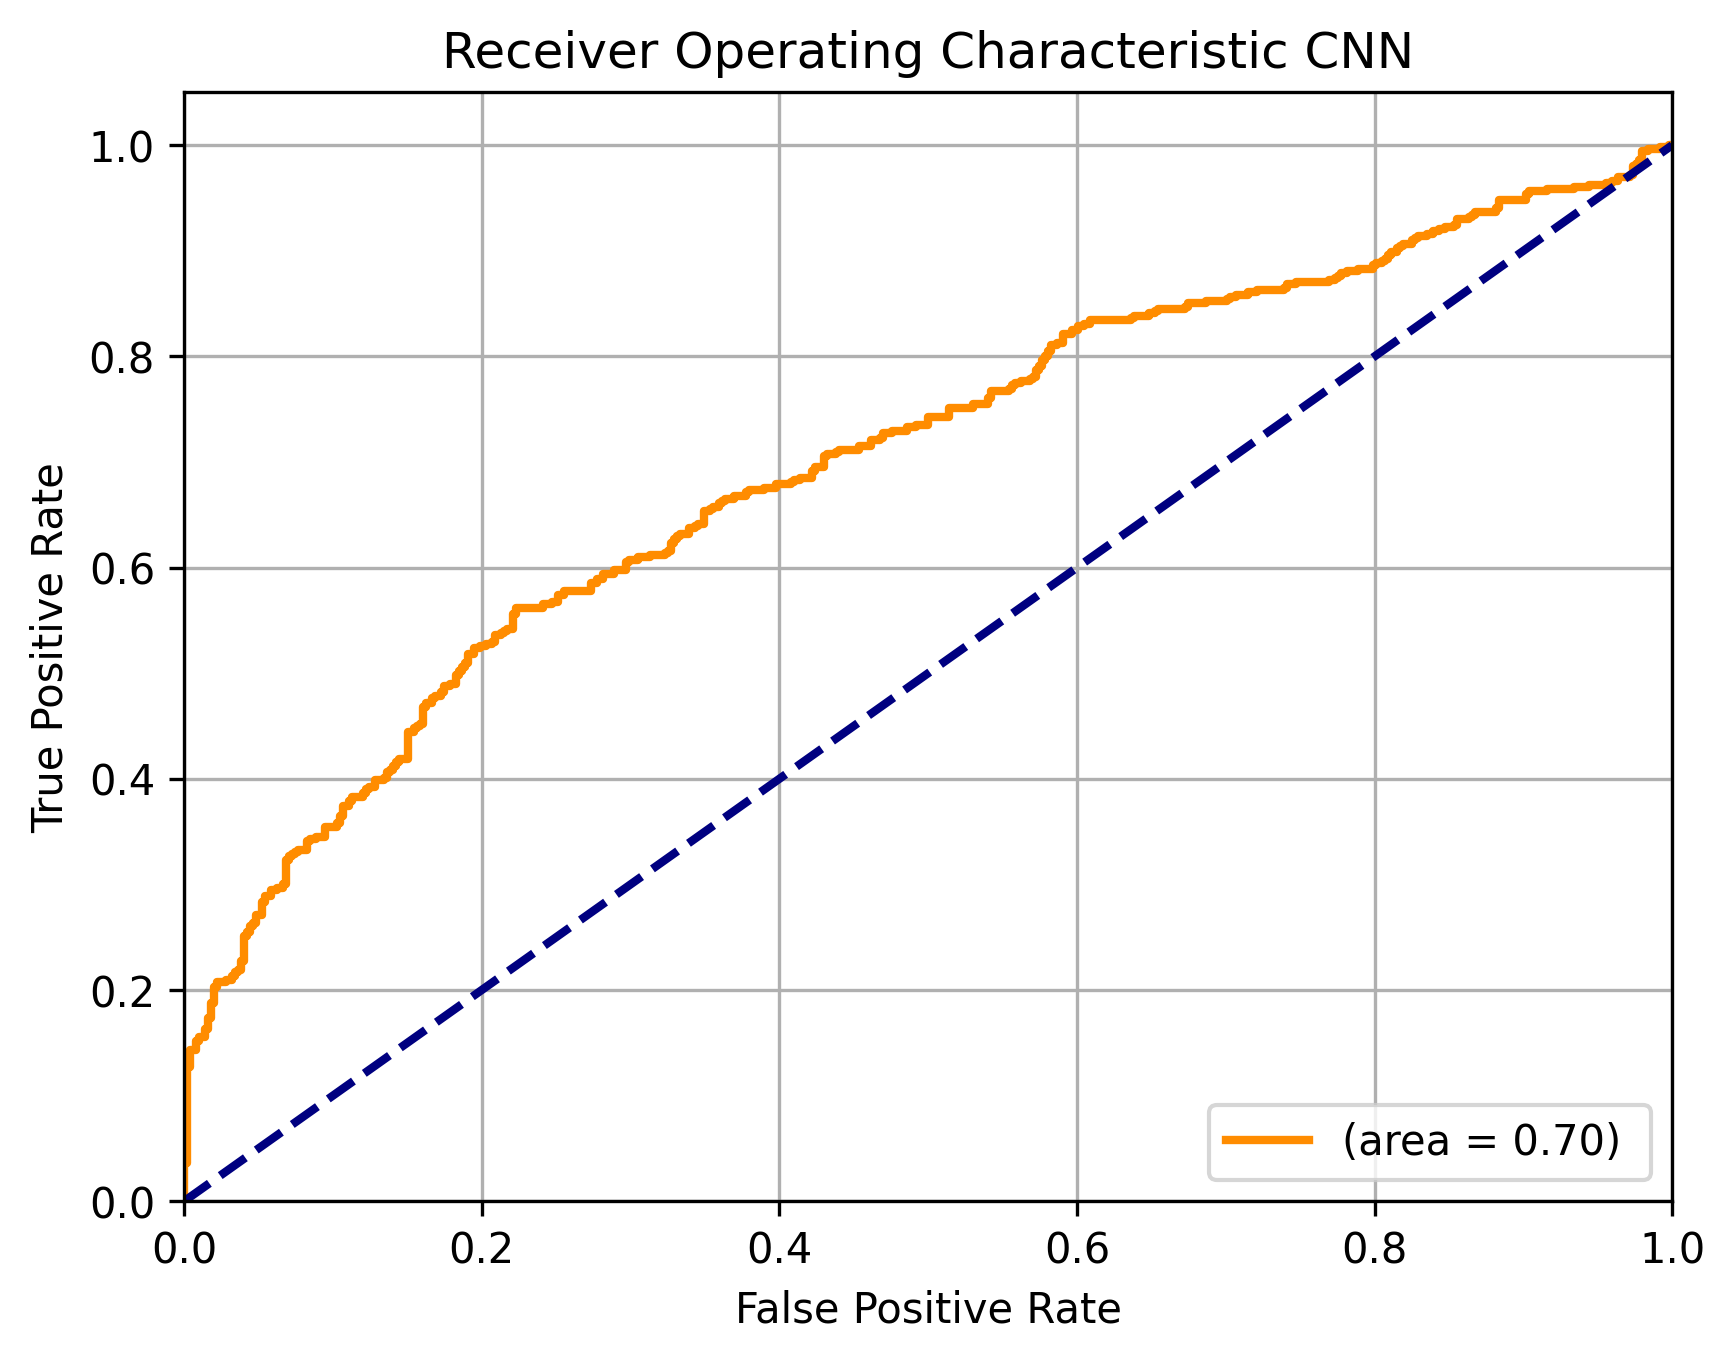 Receiver Operating Characteristic CNN
1.0
0.8
0.6
0.4
0.2
0.0
True Positive Rate
(area = 0.70)
0.0 0.2 0.4 0.6 0.8 1.0
False Positive Rate